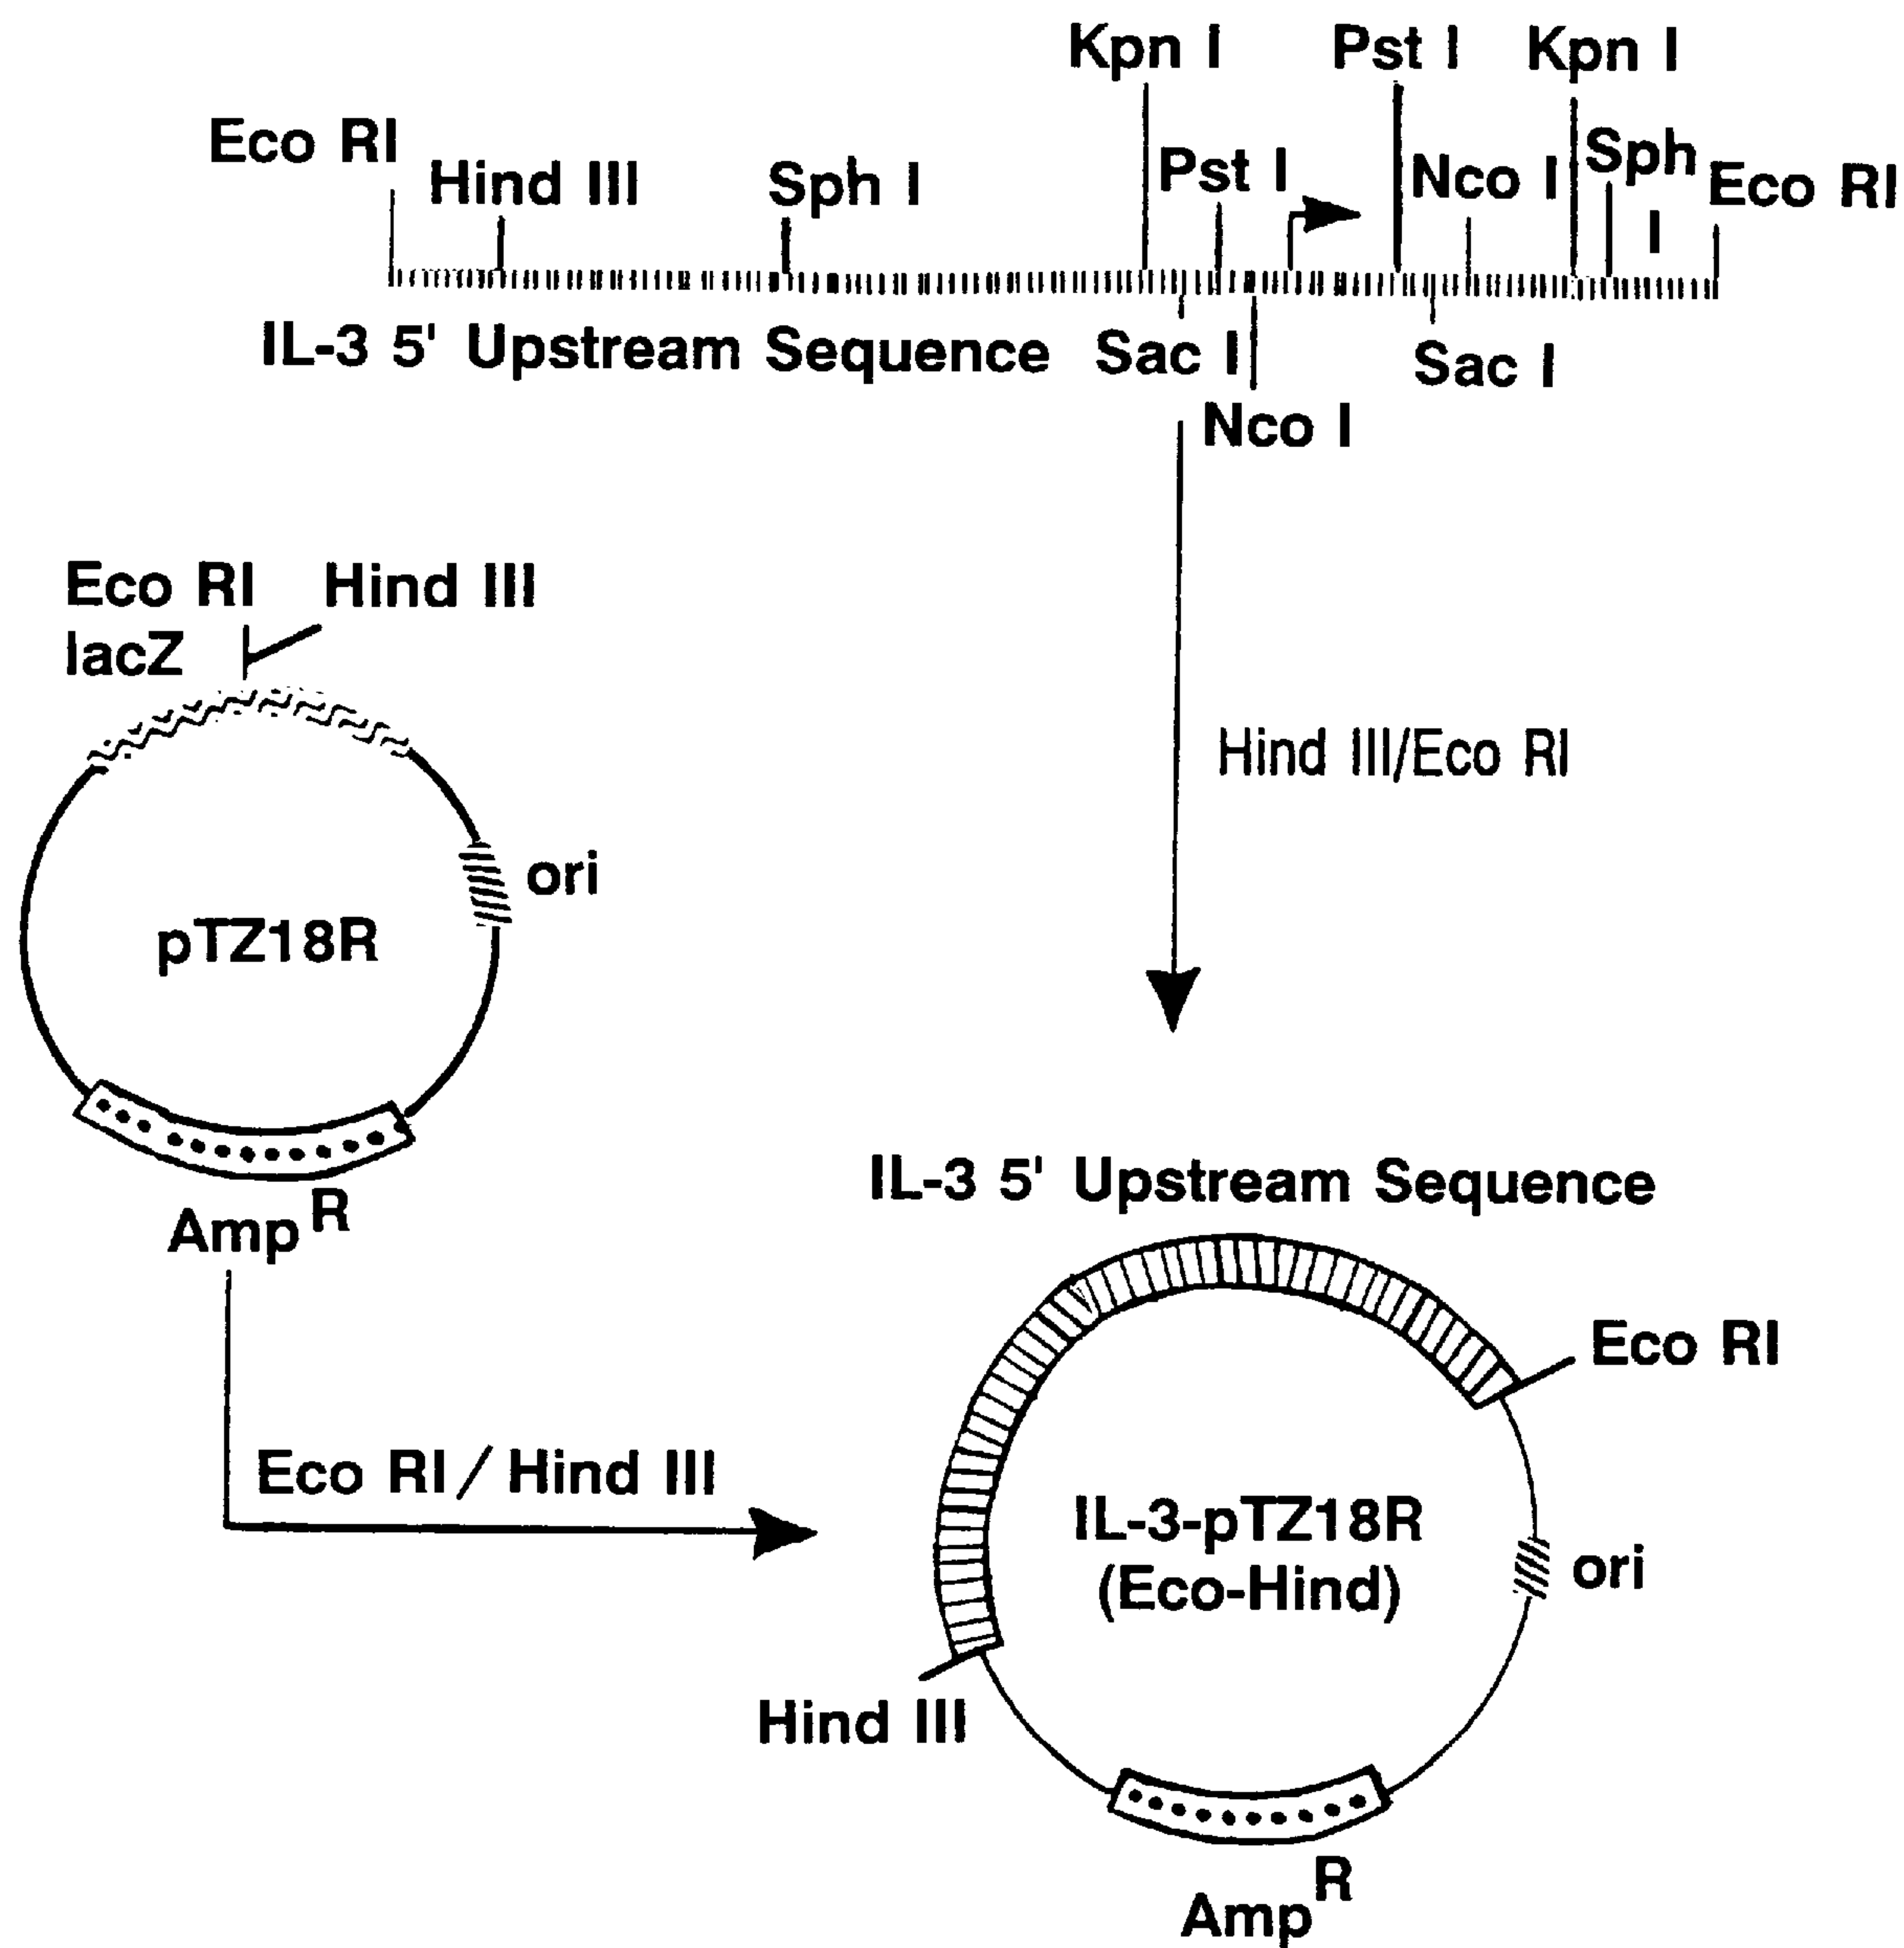 Kpn I Pst I Kpn I
Eco RI Hind III Sph I Pst I Nco I Sph I Eco RI
IL-3 5' Upstream Sequence Sac I Sac I
Nco I
Eco RI Hind III
lacZ
Hind III/Eco RI
ori
pTZ18R
Amp R
IL-3 5' Upstream Sequence
Eco RI
Eco RI / Hind III
IL-3-pTZ18R
(Eco-Hind)
ori
Hind III
Amp R